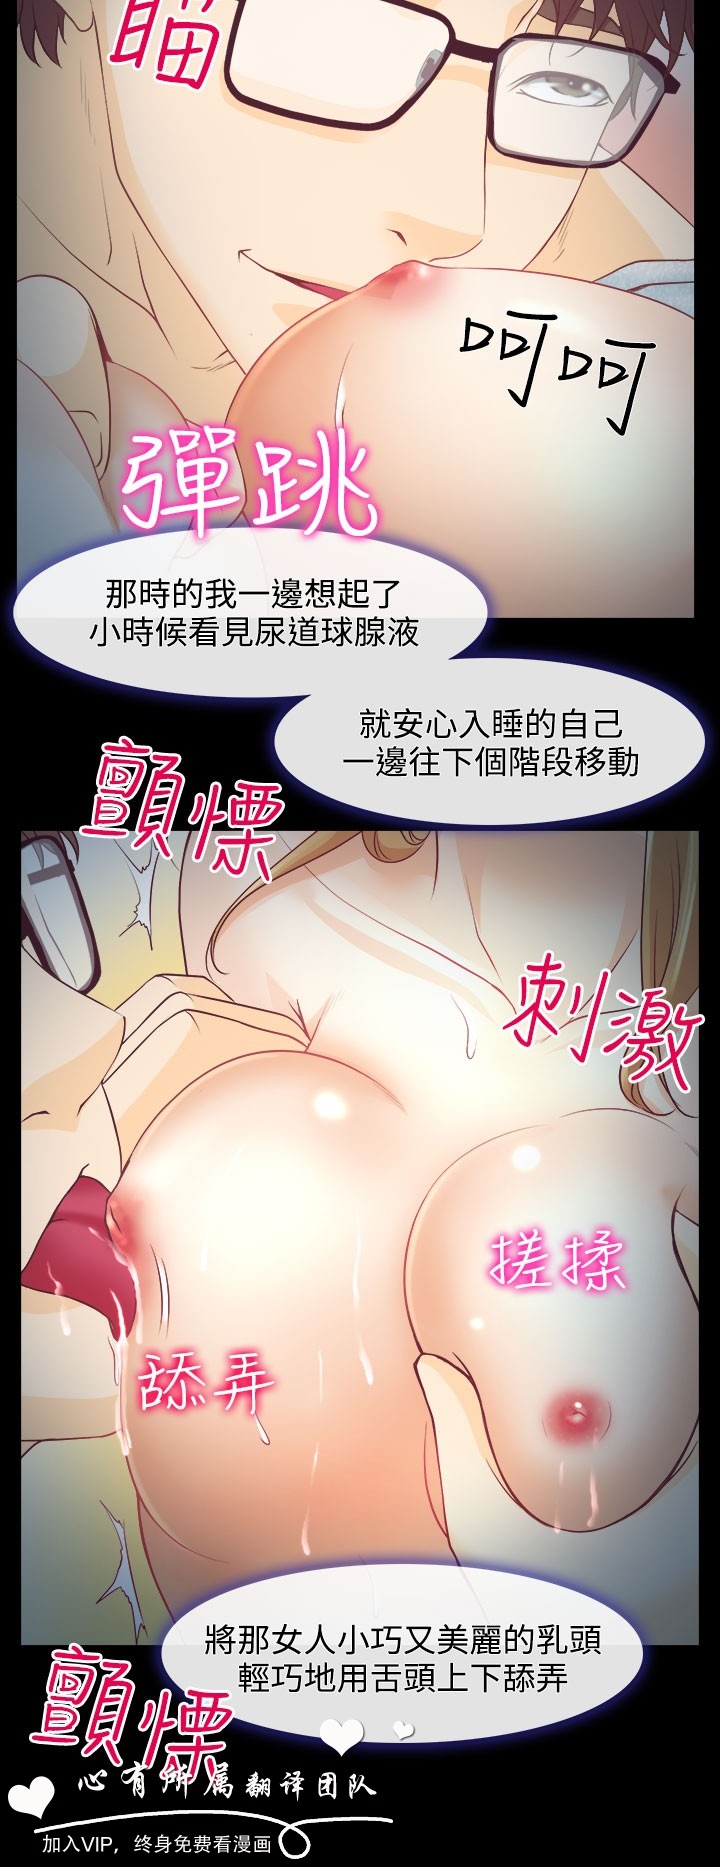 瞄
呵呵
彈跳
那時的我一邊想起了
小時候看見尿道球腺液
就安心入睡的自己
一邊往下個階段移動
顫慄
刺激
搓揉
舔弄
將那女人小巧又美麗的乳頭
輕巧地用舌頭上下舔弄
顫慄
心有所属翻译团队
加入VIP，终身免费看漫画